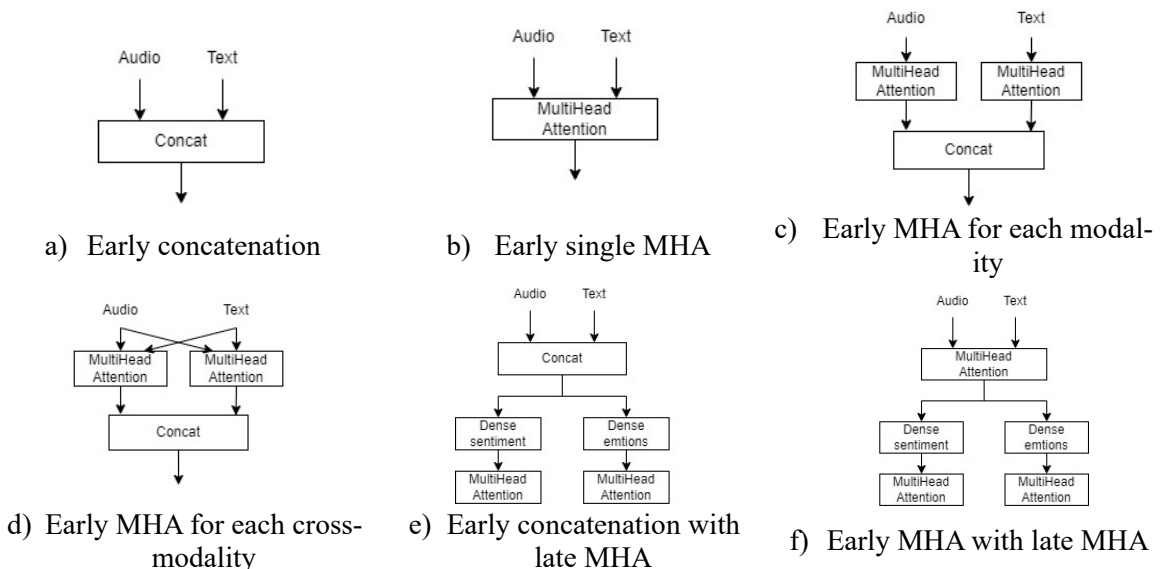 Audio Text
Concat
a) Early concatenation
Audio Text
MultiHead
Attention
b) Early single MHA
Audio Text
MultiHead
Attention
MultiHead
Attention
Concat
c) Early MHA for each modal-
ity
Audio Text
MultiHead
Attention
MultiHead
Attention
Concat
d) Early MHA for each cross-
modality
Audio Text
Concat
Dense
sentiment
Dense
emtions
MultiHead
Attention
MultiHead
Attention
e) Early concatenation with
late MHA
Audio Text
MultiHead
Attention
Dense
sentiment
Dense
emtions
MultiHead
Attention
MultiHead
Attention
f) Early MHA with late MHA